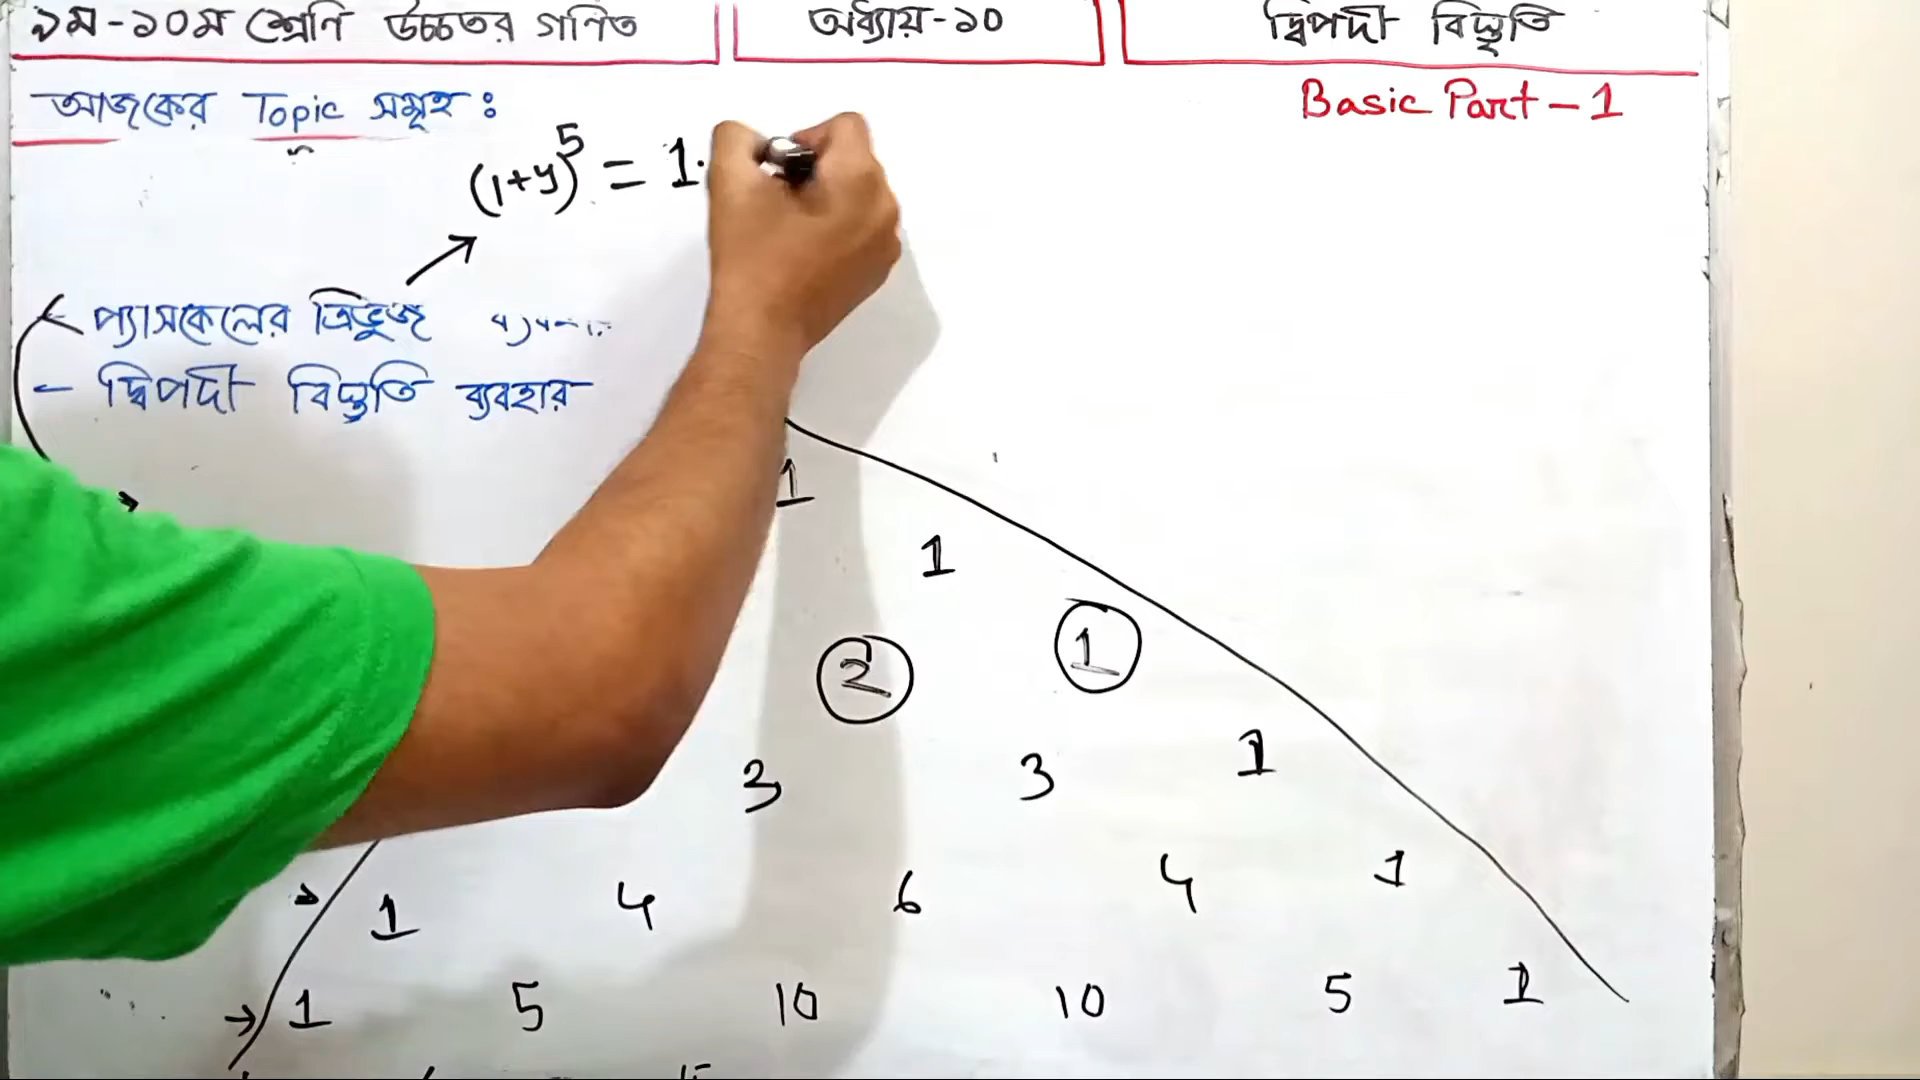 ৯ম-১০ম শ্রেণি উচ্চতর গণিত
অধ্যায়-১০
দ্বিপদী বিস্তৃতি
আজকের Topic সমূহ :
Basic Part - 1
(1+y)^5 = 1·
- প্যাসকেলের ত্রিভুজ
- দ্বিপদী বিস্তৃতি ব্যবহার
1
1
2 1
3 3 1
1 4 6 4 1
1 5 10 10 5 1